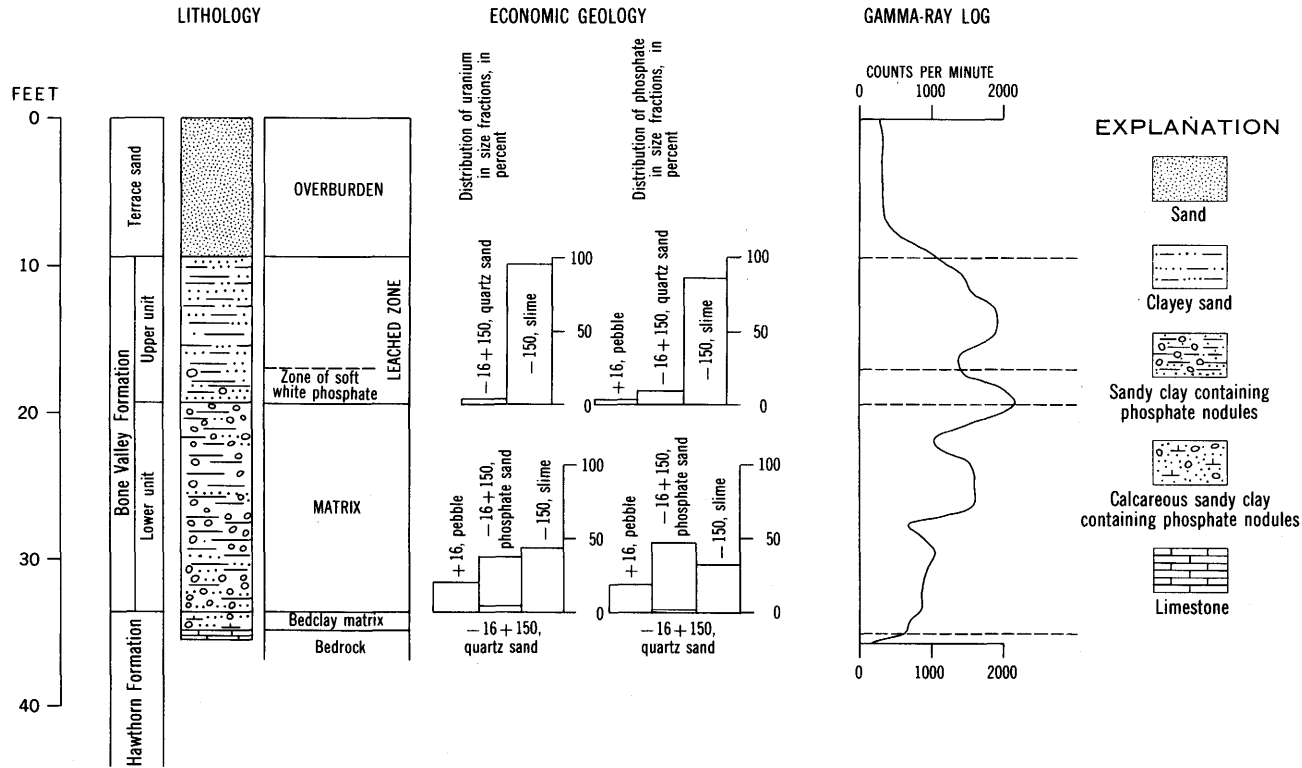 LITHOLOGY
ECONOMIC GEOLOGY
GAMMA-RAY LOG
FEET
0
10
20
30
40
Terrace sand
Bone Valley Formation
Upper unit
Lower unit
Hawthorn Formation
OVERBURDEN
LEACHED ZONE
Zone of soft
white phosphate
MATRIX
Bedclay matrix
Bedrock
Distribution of uranium
in size fractions, in
percent
-16+150, quartz sand
-150, slime
100
50
0
+16, pebble
-16+150,
phosphate sand
-150, slime
100
50
0
-16+150,
quartz sand
Distribution of phosphate
in size fractions, in
percent
+16, pebble
-16+150, quartz sand
-150, slime
100
50
0
+16, pebble
-16+150,
phosphate sand
-150, slime
100
50
0
-16+150,
quartz sand
COUNTS PER MINUTE
0 1000 2000
0 1000 2000
EXPLANATION
Sand
Clayey sand
Sandy clay containing
phosphate nodules
Calcareous sandy clay
containing phosphate nodules
Limestone